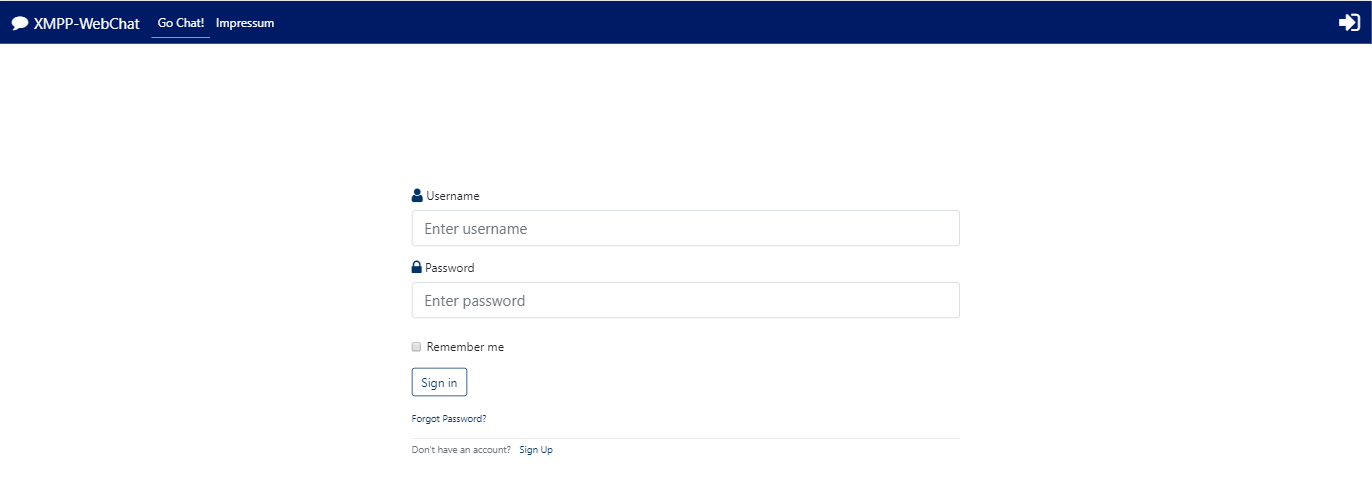 XMPP-WebChat Go Chat! Impressum
Username
Enter username
Password
Enter password
Remember me
Sign in
Forgot Password?
Don't have an account? Sign Up